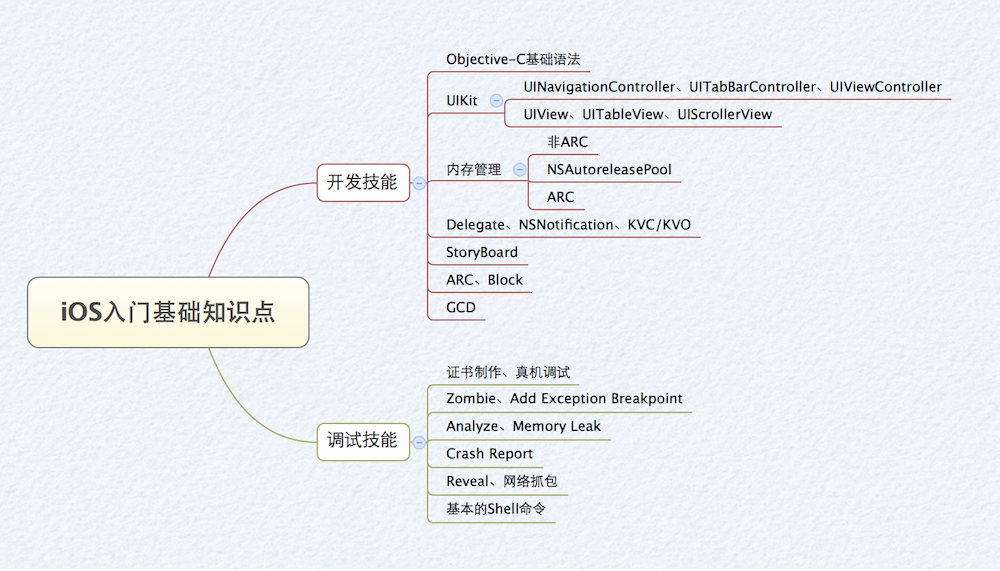 iOS入门基础知识点
开发技能
Objective-C基础语法
UIKit
UINavigationController、UITabBarController、UIViewController
UIView、UITableView、UIScrollerView
内存管理
非ARC
NSAutoreleasePool
ARC
Delegate、NSNotification、KVC/KVO
StoryBoard
ARC、Block
GCD
调试技能
证书制作、真机调试
Zombie、Add Exception Breakpoint
Analyze、Memory Leak
Crash Report
Reveal、网络抓包
基本的Shell命令